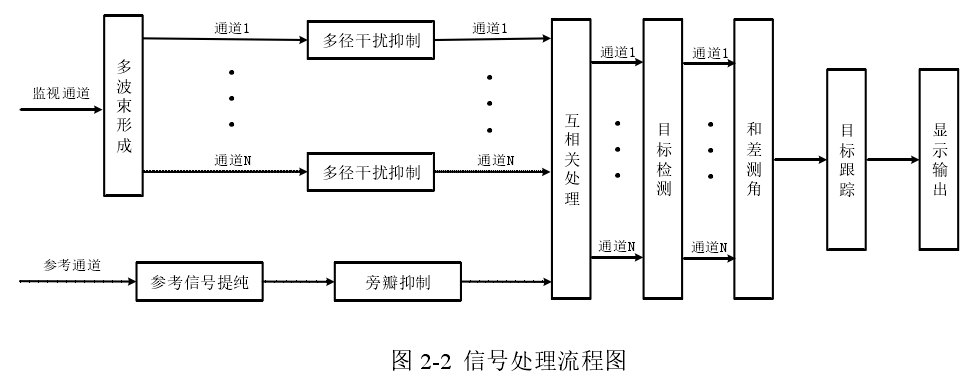 监视通道
多波束形成
通道1
多径干扰抑制
通道1
通道N
多径干扰抑制
通道N
参考通道
参考信号提纯
旁瓣抑制
互相关处理
通道1
通道N
目标检测
通道1
通道N
和差测角
目标跟踪
显示输出
图 2-2 信号处理流程图